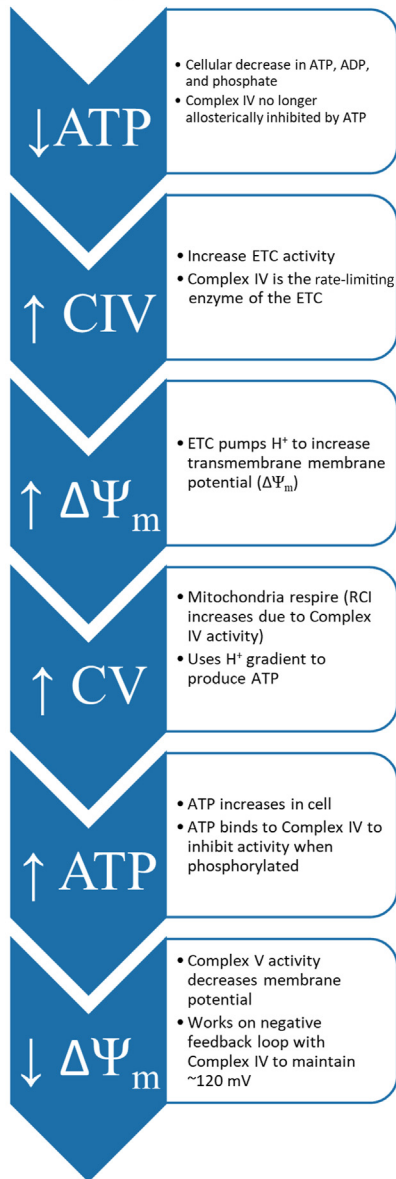 ↓ATP
• Cellular decrease in ATP, ADP,
and phosphate
• Complex IV no longer
allosterically inhibited by ATP
↑ CIV
• Increase ETC activity
• Complex IV is the rate-limiting
enzyme of the ETC
↑ ΔΨm
• ETC pumps H⁺ to increase
transmembrane membrane
potential (ΔΨm)
↑ CV
• Mitochondria respire (RCI
increases due to Complex
IV activity)
• Uses H⁺ gradient to
produce ATP
↑ ATP
• ATP increases in cell
• ATP binds to Complex IV to
inhibit activity when
phosphorylated
↓ ΔΨm
• Complex V activity
decreases membrane
potential
• Works on negative
feedback loop with
Complex IV to maintain
~120 mV